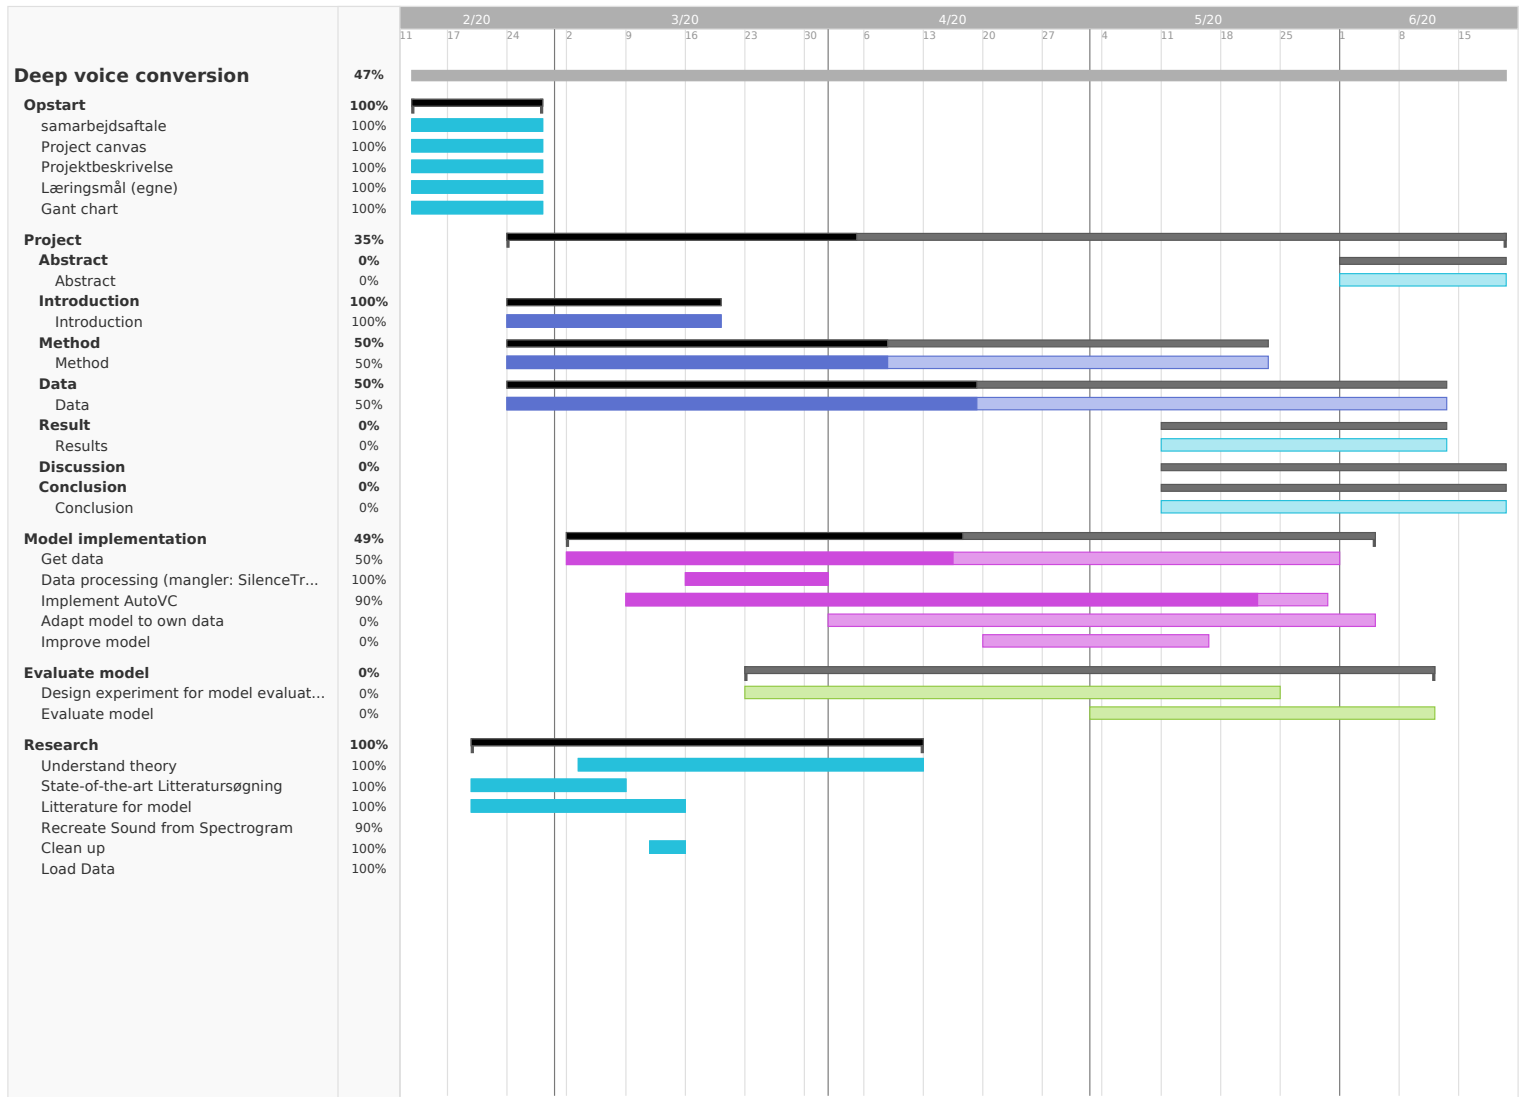 2/20 3/20 4/20 5/20 6/20
11 17 24 2 9 16 23 30 6 13 20 27 4 11 18 25 1 8 15
Deep voice conversion 47%
Opstart 100%
samarbejdsaftale 100%
Project canvas 100%
Projektbeskrivelse 100%
Læringsmål (egne) 100%
Gant chart 100%
Project 35%
Abstract 0%
Abstract 0%
Introduction 100%
Introduction 100%
Method 50%
Method 50%
Data 50%
Data 50%
Result 0%
Results 0%
Discussion 0%
Conclusion 0%
Conclusion 0%
Model implementation 49%
Get data 50%
Data processing (mangler: SilenceTr... 100%
Implement AutoVC 90%
Adapt model to own data 0%
Improve model 0%
Evaluate model 0%
Design experiment for model evaluat... 0%
Evaluate model 0%
Research 100%
Understand theory 100%
State-of-the-art Litteratursøgning 100%
Litterature for model 100%
Recreate Sound from Spectrogram 90%
Clean up 100%
Load Data 100%